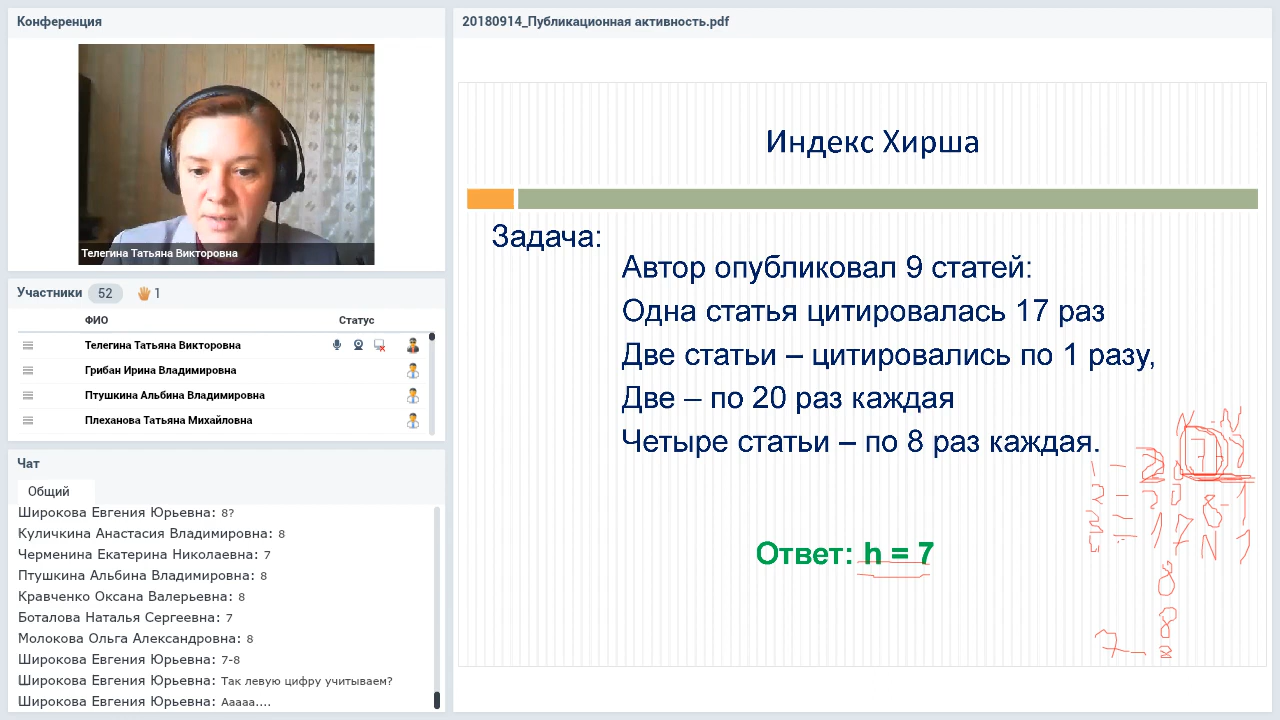 Конференция
Телегина Татьяна Викторовна
Участники 52 1
ФИО Статус
Телегина Татьяна Викторовна
Грибан Ирина Владимировна
Птушкина Альбина Владимировна
Плеханова Татьяна Михайловна
Чат
Общий
Широкова Евгения Юрьевна: 8?
Куличкина Анастасия Владимировна: 8
Черменина Екатерина Николаевна: 7
Птушкина Альбина Владимировна: 8
Кравченко Оксана Валерьевна: 8
Боталова Наталья Сергеевна: 7
Молокова Ольга Александровна: 8
Широкова Евгения Юрьевна: 7-8
Широкова Евгения Юрьевна: Так левую цифру учитываем?
Широкова Евгения Юрьевна: Ааааа....
20180914_Публикационная активность.pdf
Индекс Хирша
Задача:
Автор опубликовал 9 статей:
Одна статья цитировалась 17 раз
Две статьи – цитировались по 1 разу,
Две – по 20 раз каждая
Четыре статьи – по 8 раз каждая.
Ответ: h = 7
8
8
7 – 8